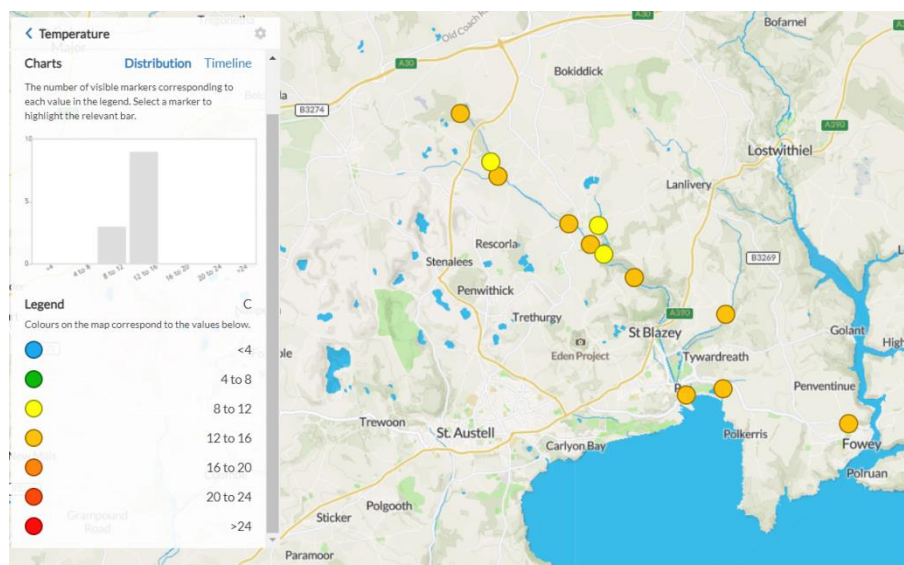 Temperature
Charts
Distribution
Timeline
The number of visible markers corresponding to
each value in the legend. Select a marker to
highlight the relevant bar.
10
5
0
<4
4 to 8
8 to 12
12 to 16
16 to 20
20 to 24
>24
Legend
C
Colours on the map correspond to the values below.
<4
4 to 8
8 to 12
12 to 16
16 to 20
20 to 24
>24
Old Coach
A30
A30
Bofarnel
Bokiddick
B3274
A390
Lostwithiel
Lanlivery
Rescorla
Stenalees
B3269
Penwithick
Trethurgy
A390
St Blazey
Golant
Eden Project
Tywardreath
Penventinue
Trewoon
St. Austell
Polkerris
Fowey
Carlyon Bay
Polruan
Polgooth
Sticker
Grampound
Road
Paramoor